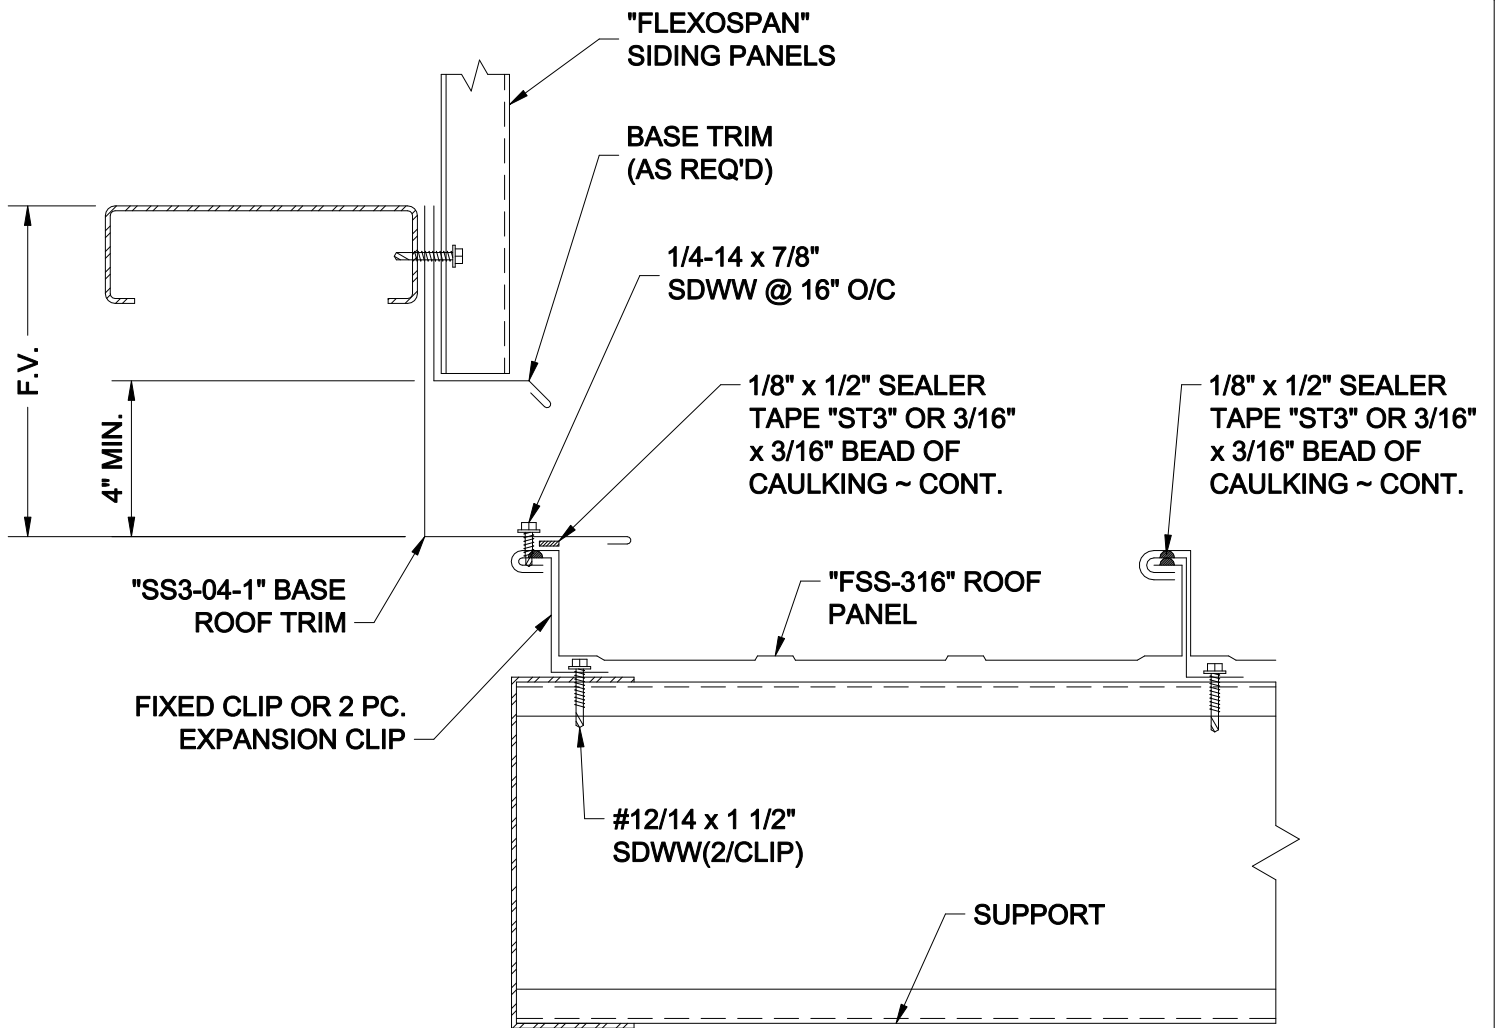 "FLEXOSPAN"
SIDING PANELS
BASE TRIM
(AS REQ'D)
1/4-14 x 7/8"
SDWW @ 16" O/C
F.V.
4" MIN.
1/8" x 1/2" SEALER
TAPE "ST3" OR 3/16"
x 3/16" BEAD OF
CAULKING ~ CONT.
1/8" x 1/2" SEALER
TAPE "ST3" OR 3/16"
x 3/16" BEAD OF
CAULKING ~ CONT.
"SS3-04-1" BASE
ROOF TRIM
"FSS-316" ROOF
PANEL
FIXED CLIP OR 2 PC.
EXPANSION CLIP
#12/14 x 1 1/2"
SDWW(2/CLIP)
SUPPORT